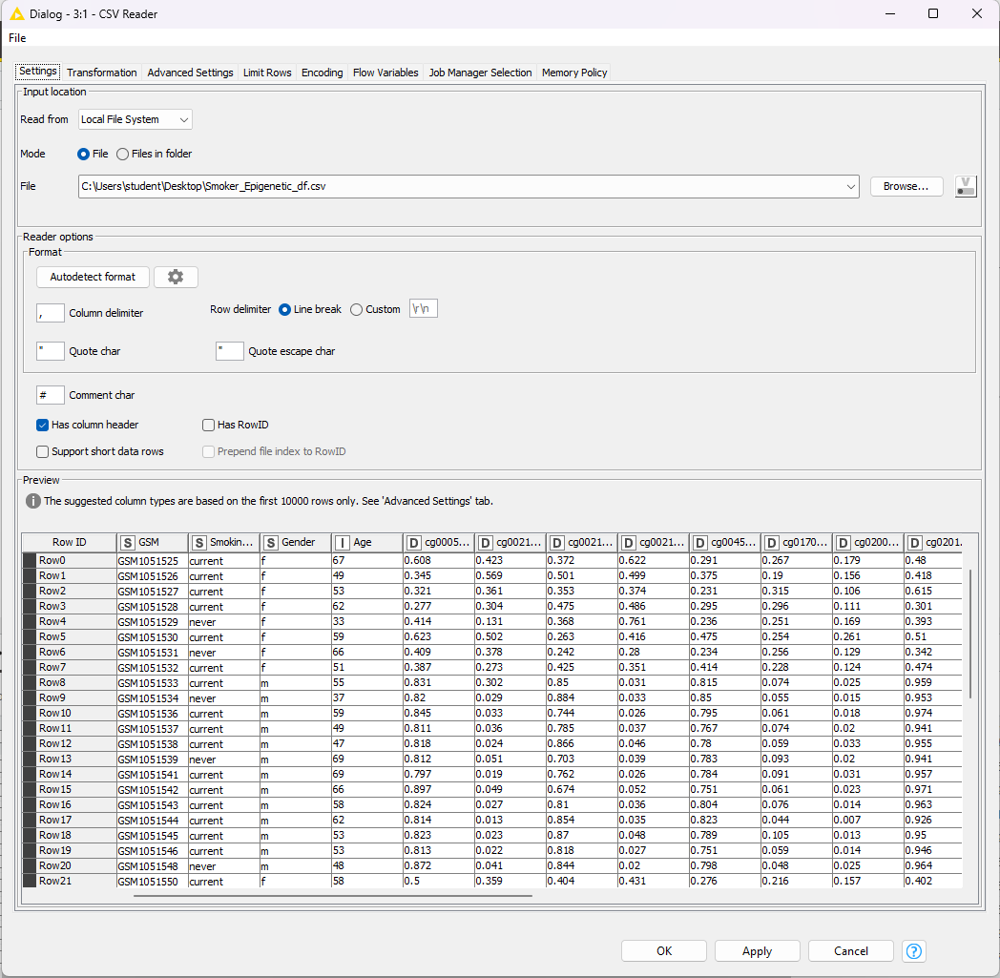 Dialog - 3:1 - CSV Reader
File
Settings Transformation Advanced Settings Limit Rows Encoding Flow Variables Job Manager Selection Memory Policy
Input location
Read from Local File System
Mode File Files in folder
File C:\Users\student\Desktop\Smoker_Epigenetic_df.csv Browse... V
Reader options
Format
Autodetect format
, Column delimiter Row delimiter Line break Custom \r\n
" Quote char " Quote escape char
# Comment char
Has column header Has RowID
Support short data rows Prepend file index to RowID
Preview
i The suggested column types are based on the first 10000 rows only. See 'Advanced Settings' tab.
Row ID S GSM S Smokin... S Gender I Age D cg0005... D cg0021... D cg0021... D cg0021... D cg0045... D cg0170... D cg0200... D cg0201.
Row0 GSM1051525 current f 67 0.608 0.423 0.372 0.622 0.291 0.267 0.179 0.48
Row1 GSM1051526 current f 49 0.345 0.569 0.501 0.499 0.375 0.19 0.156 0.418
Row2 GSM1051527 current f 53 0.321 0.361 0.353 0.374 0.231 0.315 0.106 0.615
Row3 GSM1051528 current f 62 0.277 0.304 0.475 0.486 0.295 0.296 0.111 0.301
Row4 GSM1051529 never f 33 0.414 0.131 0.368 0.761 0.236 0.251 0.169 0.393
Row5 GSM1051530 current f 59 0.623 0.502 0.263 0.416 0.475 0.254 0.261 0.51
Row6 GSM1051531 never f 66 0.409 0.378 0.242 0.28 0.234 0.256 0.129 0.342
Row7 GSM1051532 current f 51 0.387 0.273 0.425 0.351 0.414 0.228 0.124 0.474
Row8 GSM1051533 current m 55 0.831 0.302 0.85 0.031 0.815 0.074 0.025 0.959
Row9 GSM1051534 never m 37 0.82 0.029 0.884 0.033 0.85 0.055 0.015 0.953
Row10 GSM1051536 current m 59 0.845 0.033 0.744 0.026 0.795 0.061 0.018 0.974
Row11 GSM1051537 current m 49 0.811 0.036 0.785 0.037 0.767 0.074 0.02 0.941
Row12 GSM1051538 current m 47 0.818 0.024 0.866 0.046 0.78 0.059 0.033 0.955
Row13 GSM1051539 never m 69 0.812 0.051 0.703 0.039 0.783 0.093 0.02 0.941
Row14 GSM1051541 current m 69 0.797 0.019 0.762 0.026 0.784 0.091 0.031 0.957
Row15 GSM1051542 current m 66 0.897 0.049 0.674 0.052 0.751 0.061 0.023 0.971
Row16 GSM1051543 current m 58 0.824 0.027 0.81 0.036 0.804 0.076 0.014 0.963
Row17 GSM1051544 current m 62 0.814 0.013 0.854 0.035 0.823 0.044 0.007 0.926
Row18 GSM1051545 current m 53 0.823 0.023 0.87 0.048 0.789 0.105 0.013 0.95
Row19 GSM1051546 current m 53 0.813 0.022 0.818 0.027 0.751 0.059 0.014 0.946
Row20 GSM1051548 never m 48 0.872 0.041 0.844 0.02 0.798 0.048 0.025 0.964
Row21 GSM1051550 current f 58 0.5 0.359 0.404 0.431 0.276 0.216 0.157 0.402
OK Apply Cancel ?